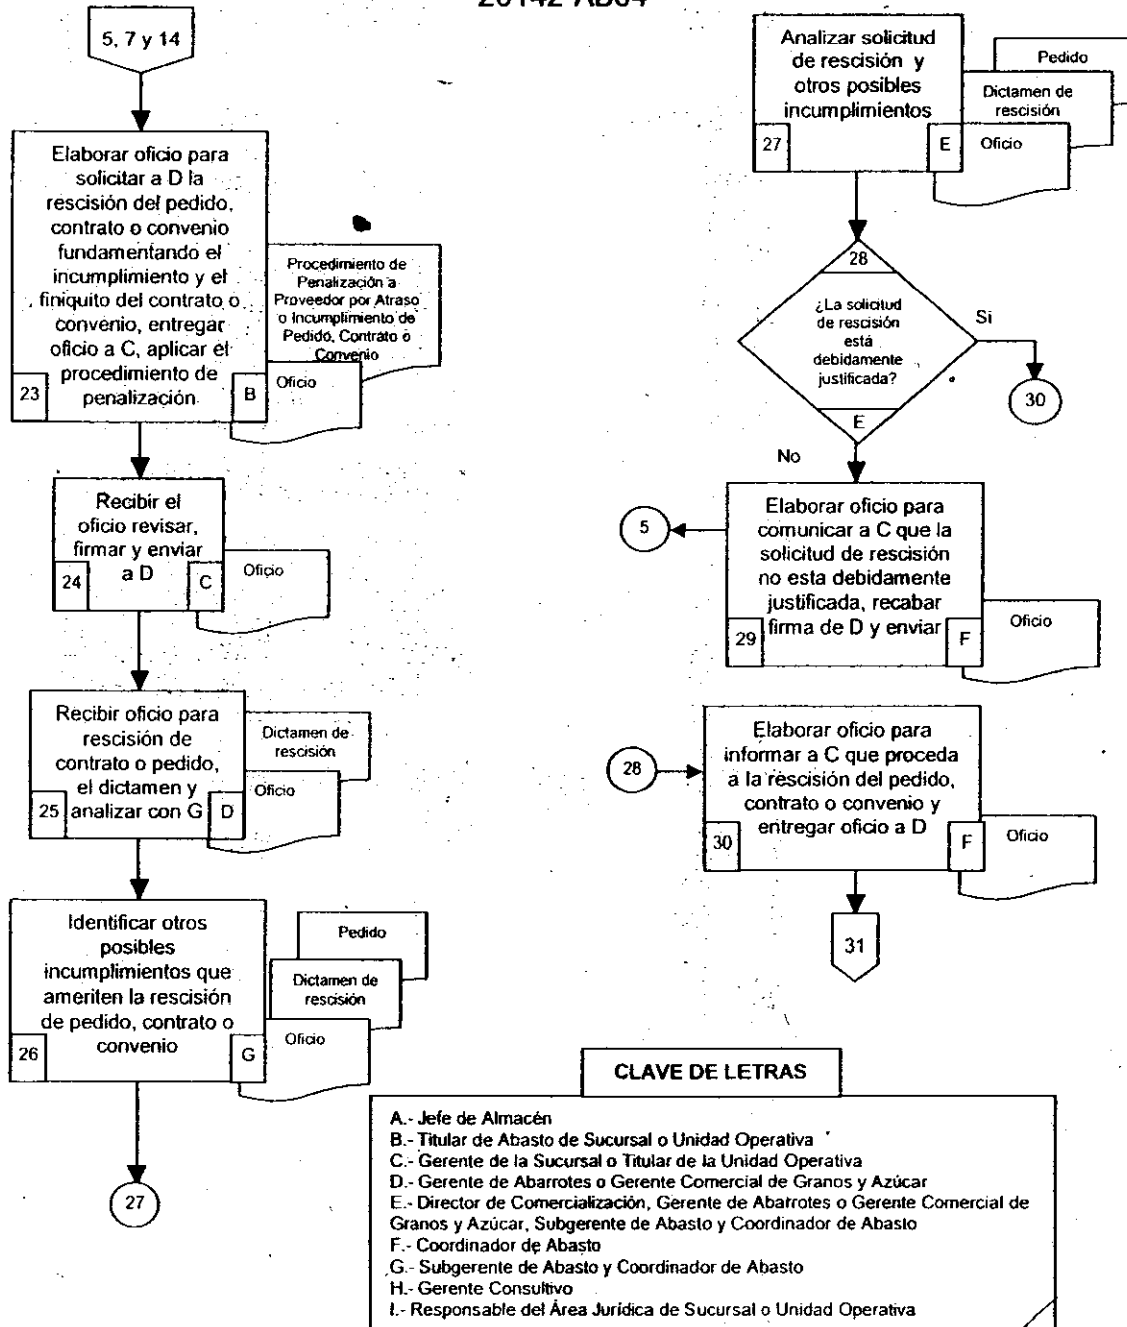 5, 7 y 14
Elaborar oficio para
solicitar a D la
rescisión del pedido,
contrato o convenio
fundamentando el
incumplimiento y el
finiquito del contrato o
convenio, entregar
oficio a C, aplicar el
procedimiento de
penalización
23
B
Procedimiento de
Penalización a
Proveedor por Atraso
o Incumplimiento de
Pedido, Contrato o
Convenio
Oficio
Recibir el
oficio revisar,
firmar y enviar
a D
24
C
Oficio
Recibir oficio para
rescisión de
contrato o pedido,
el dictamen y
analizar con G
25
D
Dictamen de
rescisión
Oficio
Identificar otros
posibles
incumplimientos que
ameriten la rescisión
de pedido, contrato o
convenio
26
G
Pedido
Dictamen de
rescisión
Oficio
27
Analizar solicitud
de rescisión y
otros posibles
incumplimientos
27
E
Pedido
Dictamen de
rescisión
Oficio
28
¿La solicitud
de rescisión
está
debidamente
justificada?
E
Si
30
No
5
Elaborar oficio para
comunicar a C que la
solicitud de rescisión
no esta debidamente
justificada, recabar
firma de D y enviar
29
F
Oficio
28
Elaborar oficio para
informar a C que proceda
a la rescisión del pedido,
contrato o convenio y
entregar oficio a D
30
F
Oficio
31
CLAVE DE LETRAS
A.- Jefe de Almacén
B.- Titular de Abasto de Sucursal o Unidad Operativa
C.- Gerente de la Sucursal o Titular de la Unidad Operativa
D.- Gerente de Abarrotes o Gerente Comercial de Granos y Azúcar
E.- Director de Comercialización, Gerente de Abarrotes o Gerente Comercial de
Granos y Azúcar, Subgerente de Abasto y Coordinador de Abasto
F.- Coordinador de Abasto
G.- Subgerente de Abasto y Coordinador de Abasto
H.- Gerente Consultivo
I.- Responsable del Área Jurídica de Sucursal o Unidad Operativa